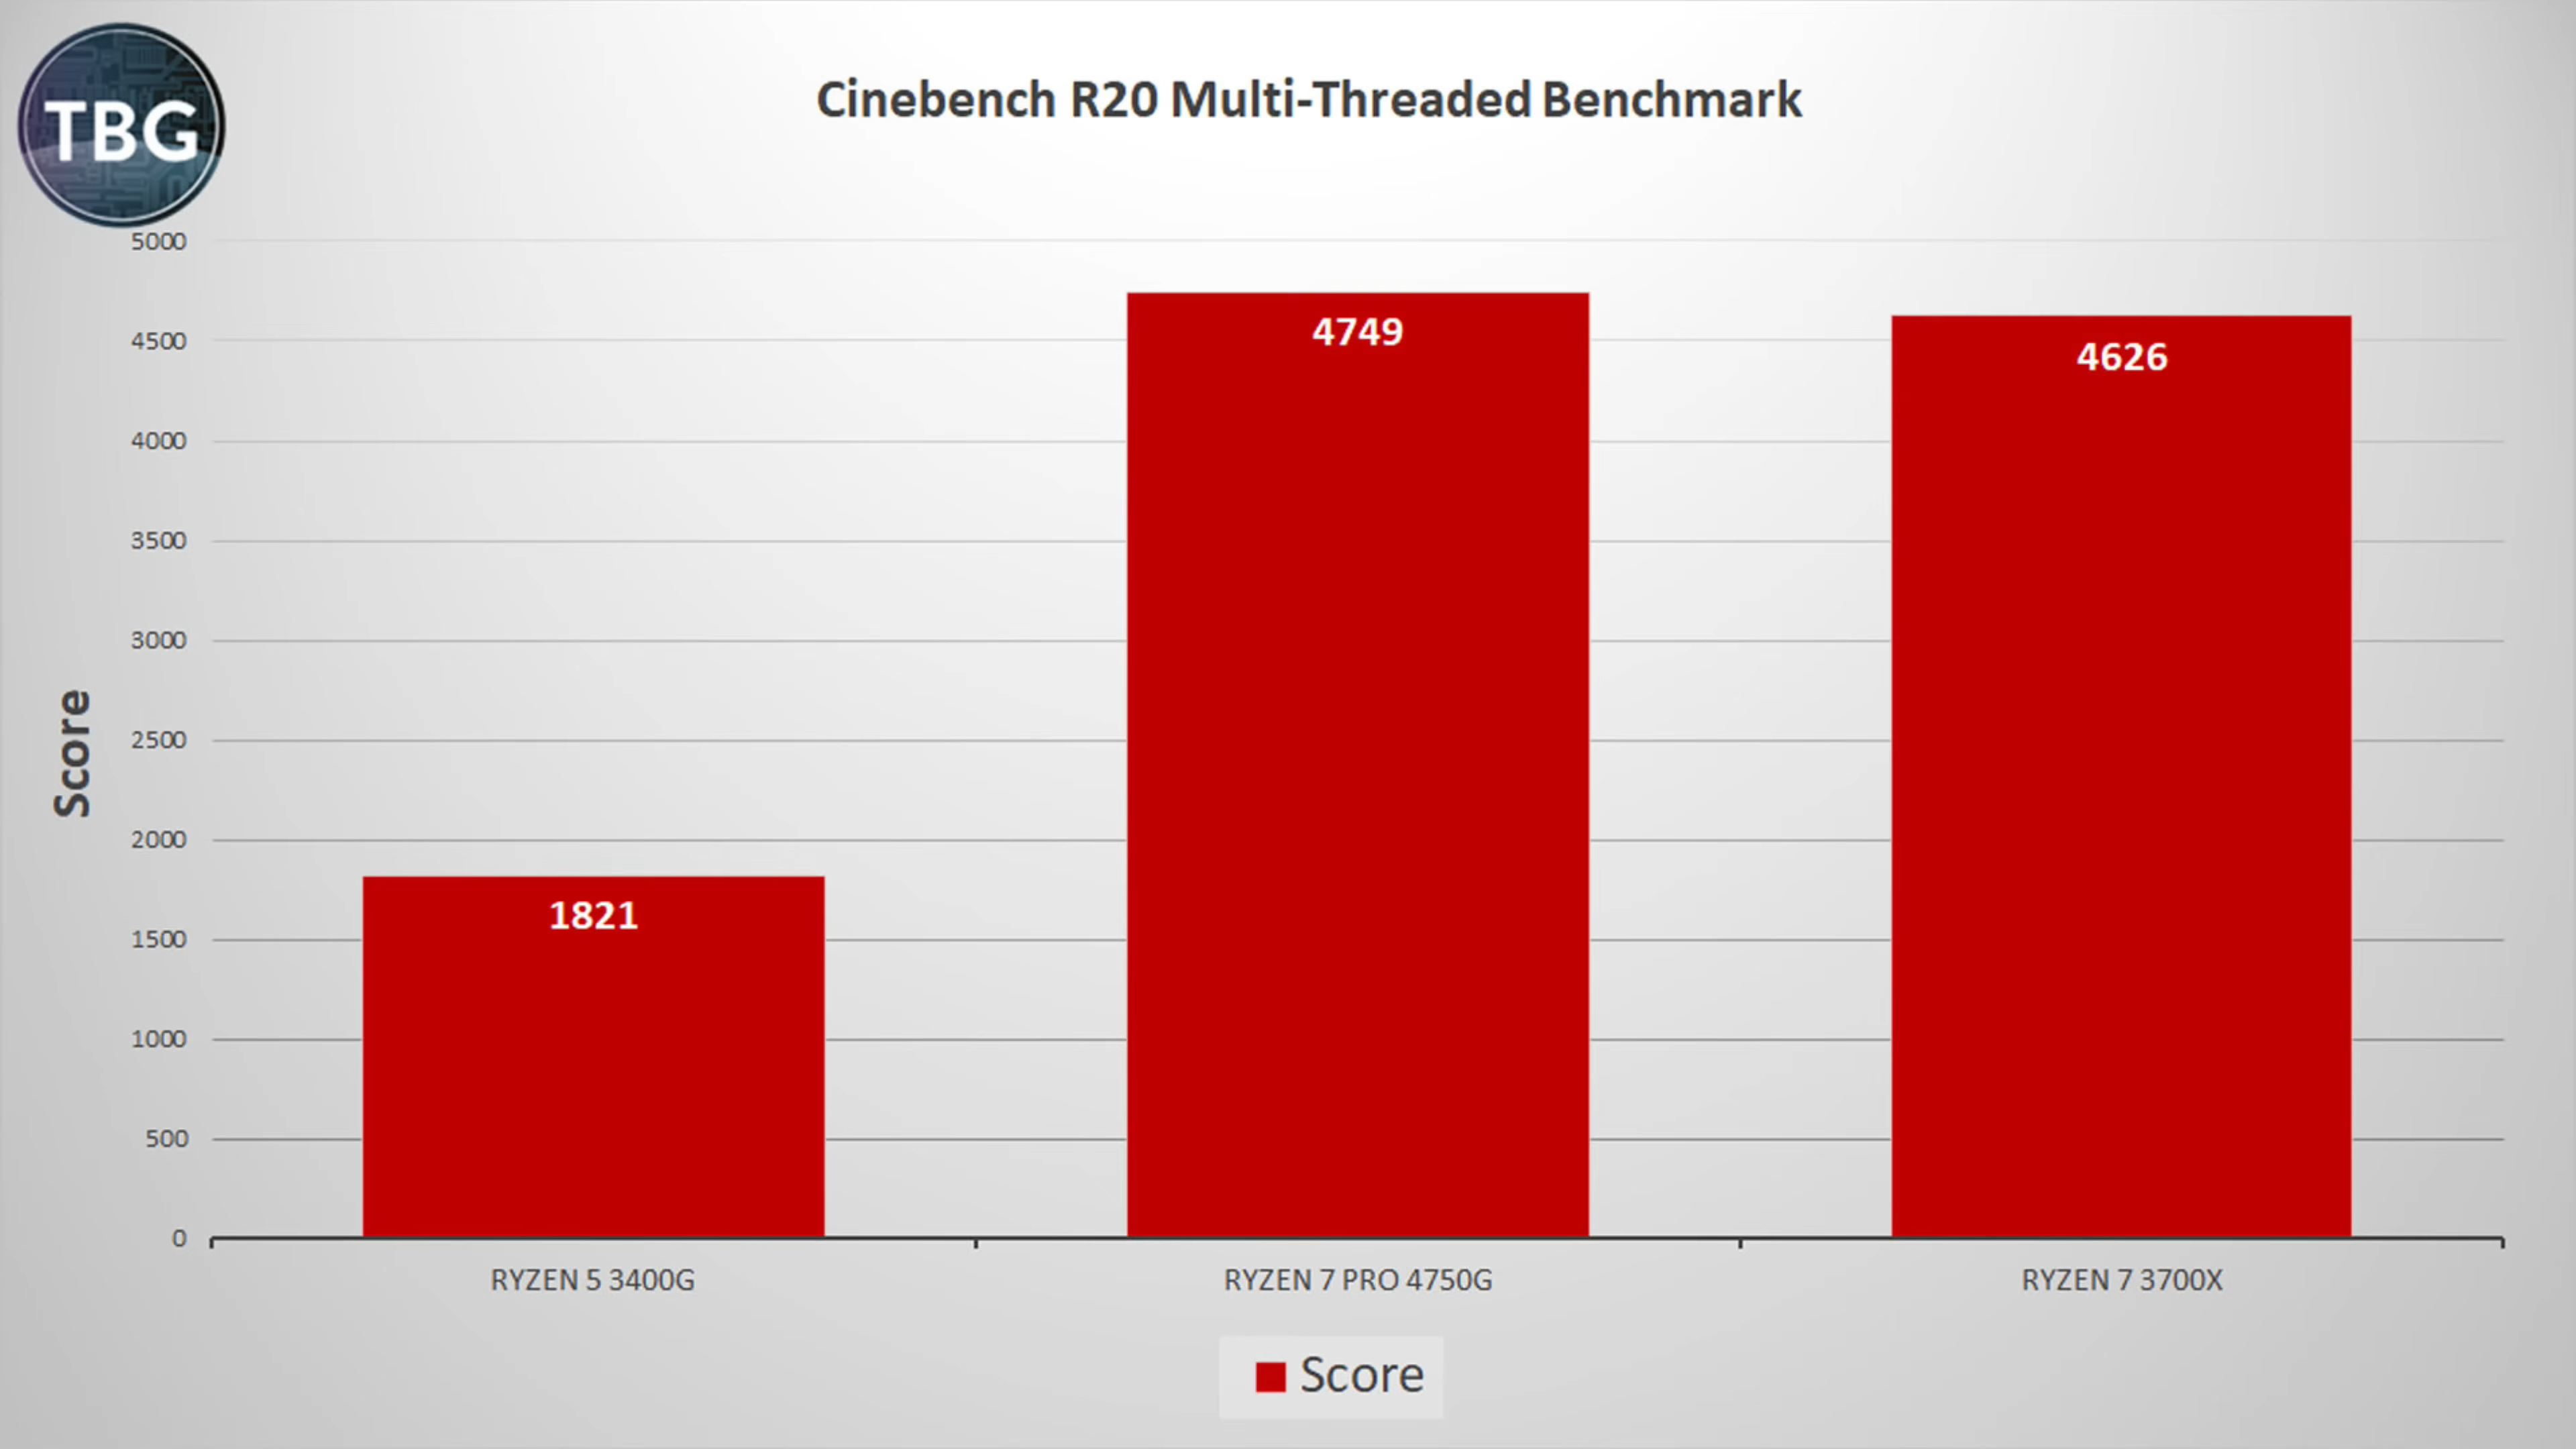 TBG
Cinebench R20 Multi-Threaded Benchmark
5000
4500
4000
3500
3000
2500
2000
1500
1000
500
0
Score
1821
4749
4626
RYZEN 5 3400G
RYZEN 7 PRO 4750G
RYZEN 7 3700X
Score